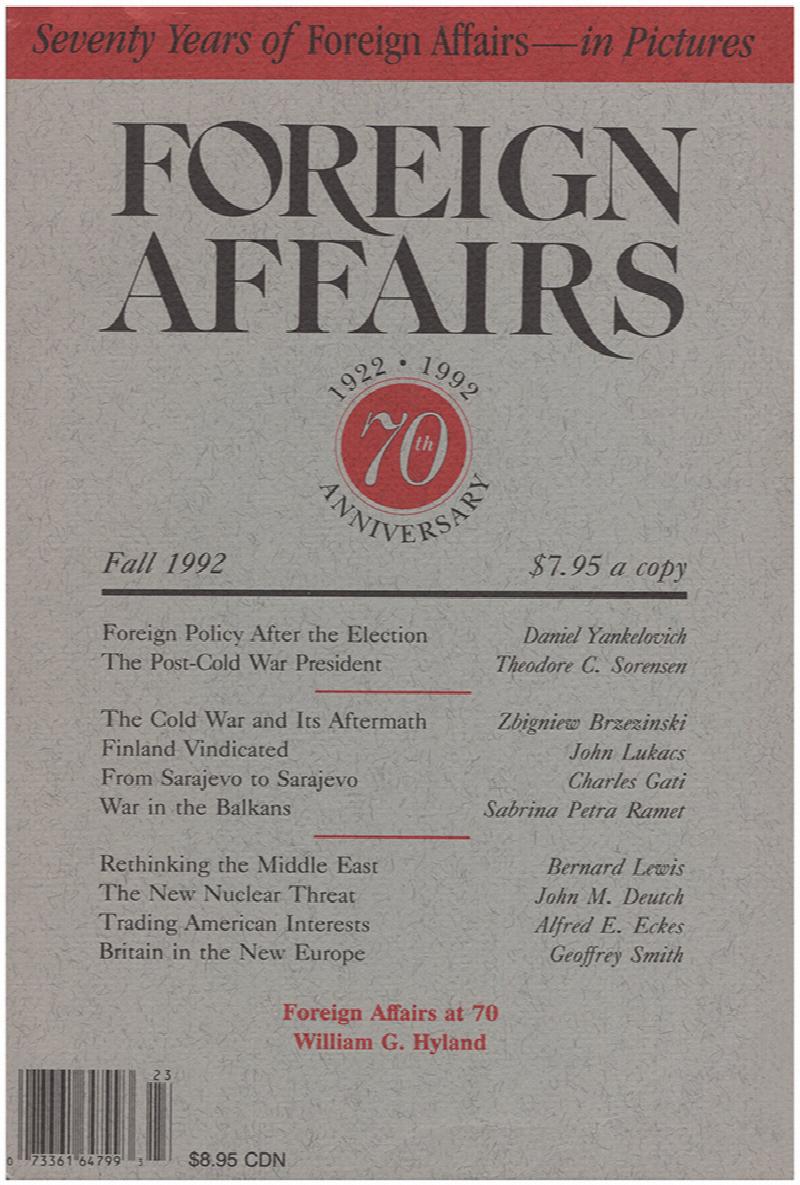 Seventy Years of Foreign Affairs—in Pictures
FOREIGN
AFFAIRS
1922 • 1992
70th
ANNIVERSARY
Fall 1992 $7.95 a copy
Foreign Policy After the Election Daniel Yankelovich
The Post-Cold War President Theodore C. Sorensen
The Cold War and Its Aftermath Zbigniew Brzezinski
Finland Vindicated John Lukacs
From Sarajevo to Sarajevo Charles Gati
War in the Balkans Sabrina Petra Ramet
Rethinking the Middle East Bernard Lewis
The New Nuclear Threat John M. Deutch
Trading American Interests Alfred E. Eckes
Britain in the New Europe Geoffrey Smith
Foreign Affairs at 70
William G. Hyland
23
0 73361 64799 3
$8.95 CDN